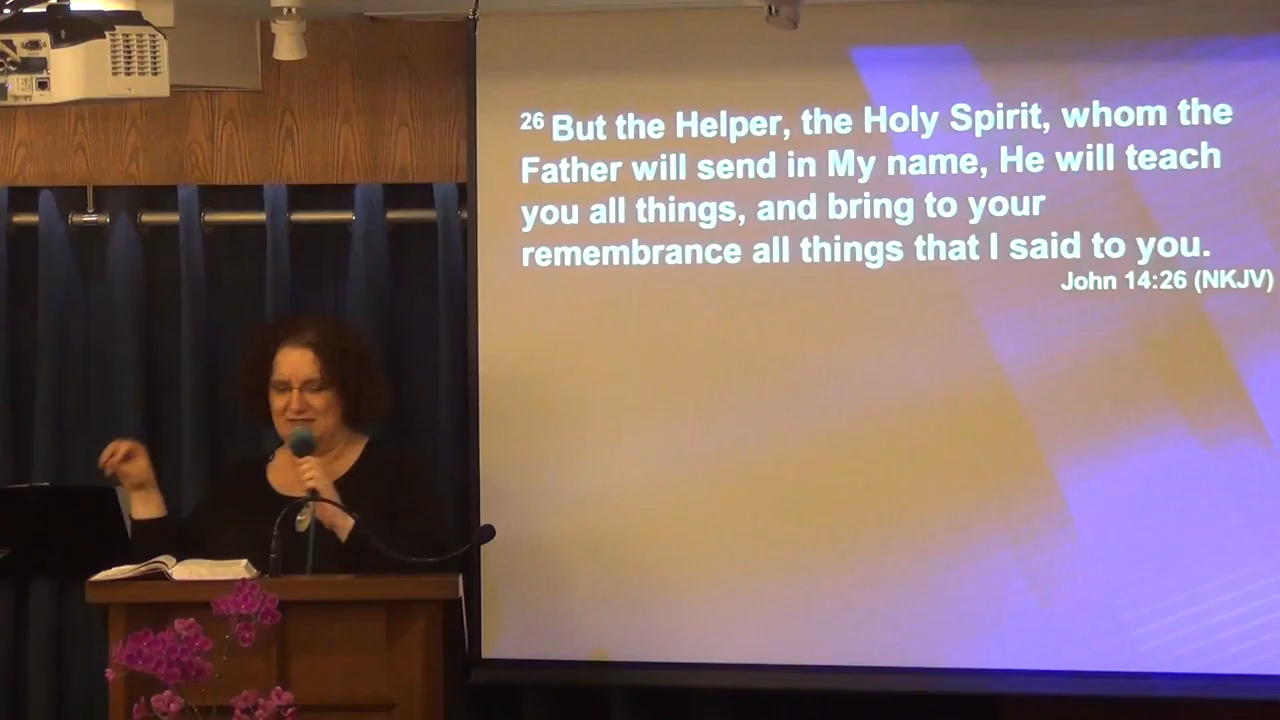 26 But the Helper, the Holy Spirit, whom the
Father will send in My name, He will teach
you all things, and bring to your
remembrance all things that I said to you.
John 14:26 (NKJV)